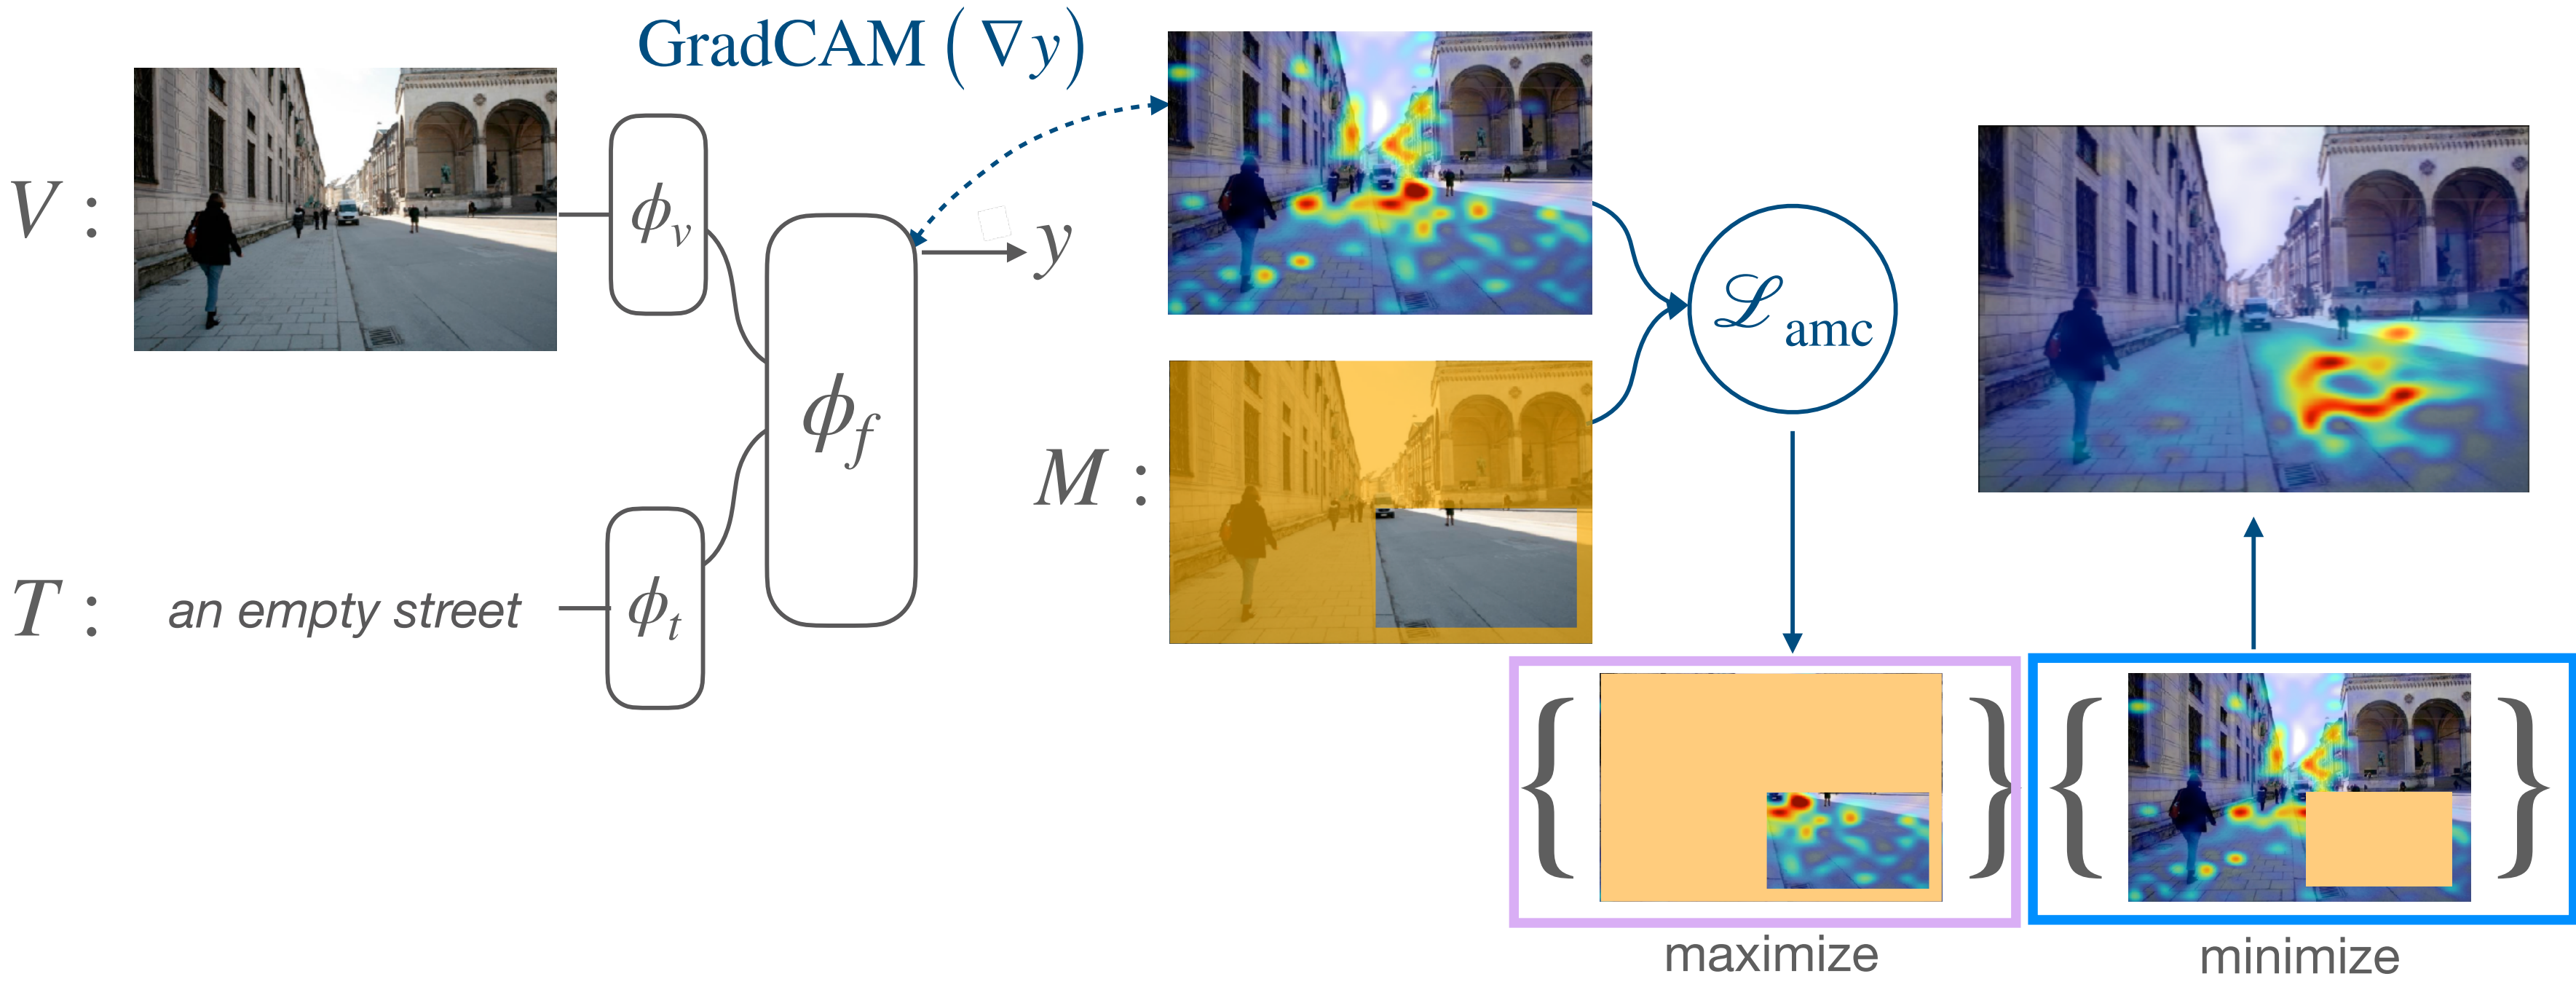 GradCAM ( ∇y )
V :
ϕv
y
ϕf
ℒamc
M :
T :
an empty street
ϕt
{ }
{ }
maximize
minimize